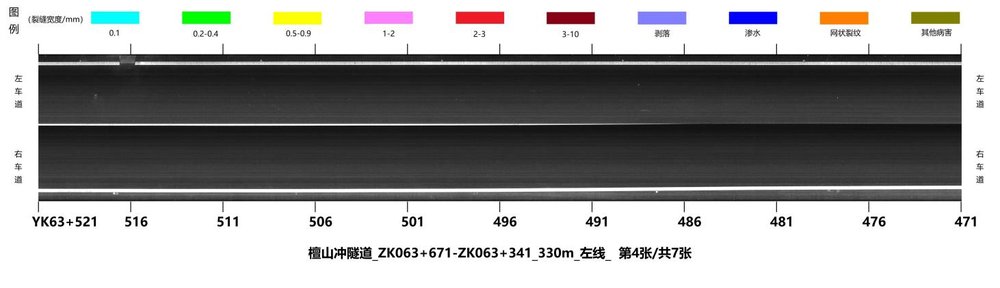 图例
(裂缝宽度/mm)
0.1 0.2-0.4 0.5-0.9 1-2 2-3 3-10 剥落 渗水 网状裂纹 其他病害
左车道 左车道
右车道 右车道
YK63+521 516 511 506 501 496 491 486 481 476 471
檀山冲隧道_ZK063+671-ZK063+341_330m_左线_ 第4张/共7张